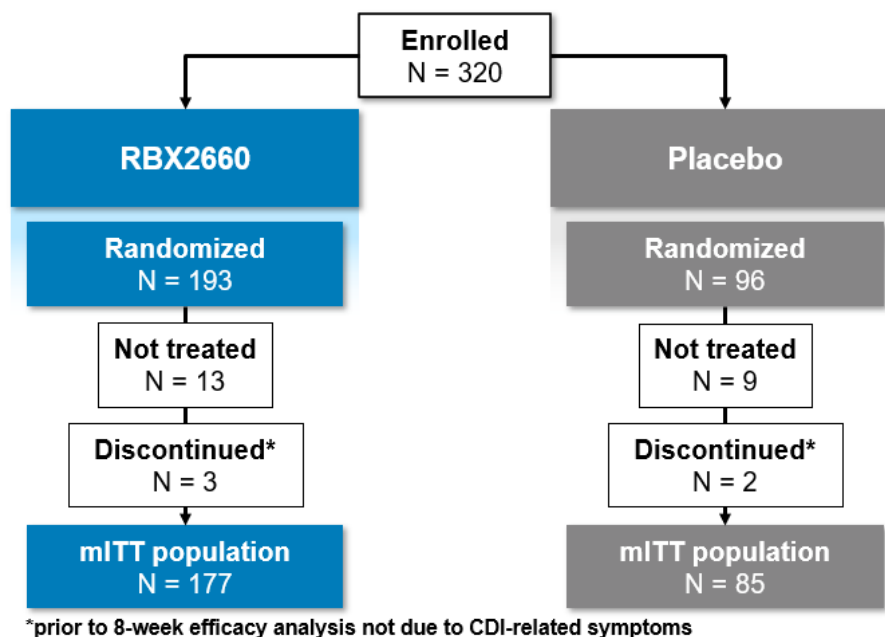 Enrolled
N = 320
RBX2660
Placebo
Randomized
N = 193
Randomized
N = 96
Not treated
N = 13
Not treated
N = 9
Discontinued*
N = 3
Discontinued*
N = 2
mITT population
N = 177
mITT population
N = 85
*prior to 8-week efficacy analysis not due to CDI-related symptoms